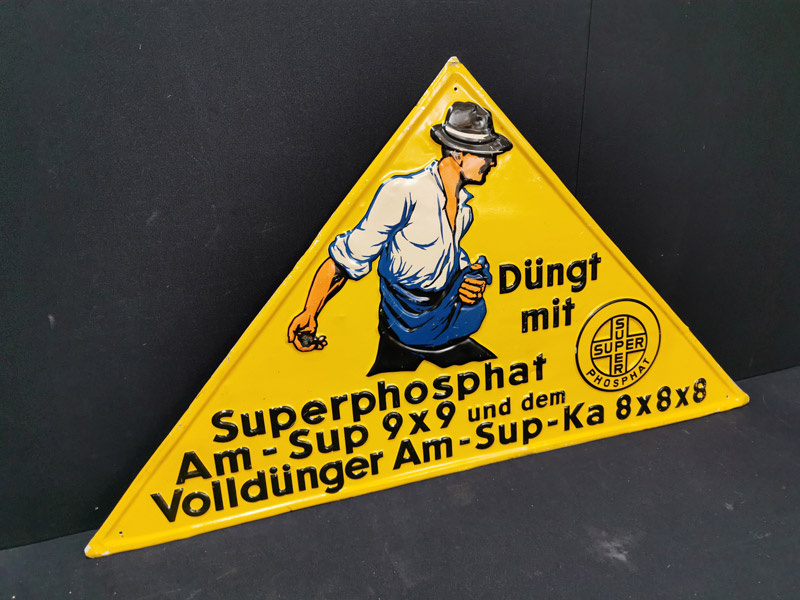 Düngt
mit
SUPER
SUPER
PHOSPHAT
Superphosphat
Am-Sup 9x9 und dem
Volldünger Am-Sup-Ka 8x8x8